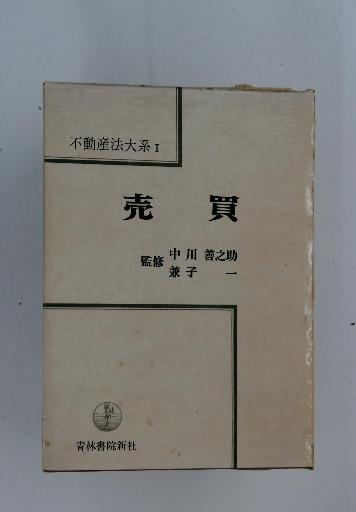 不動産法大系 I
売 買
監修 中川 善之助
兼子 一
青林書院新社